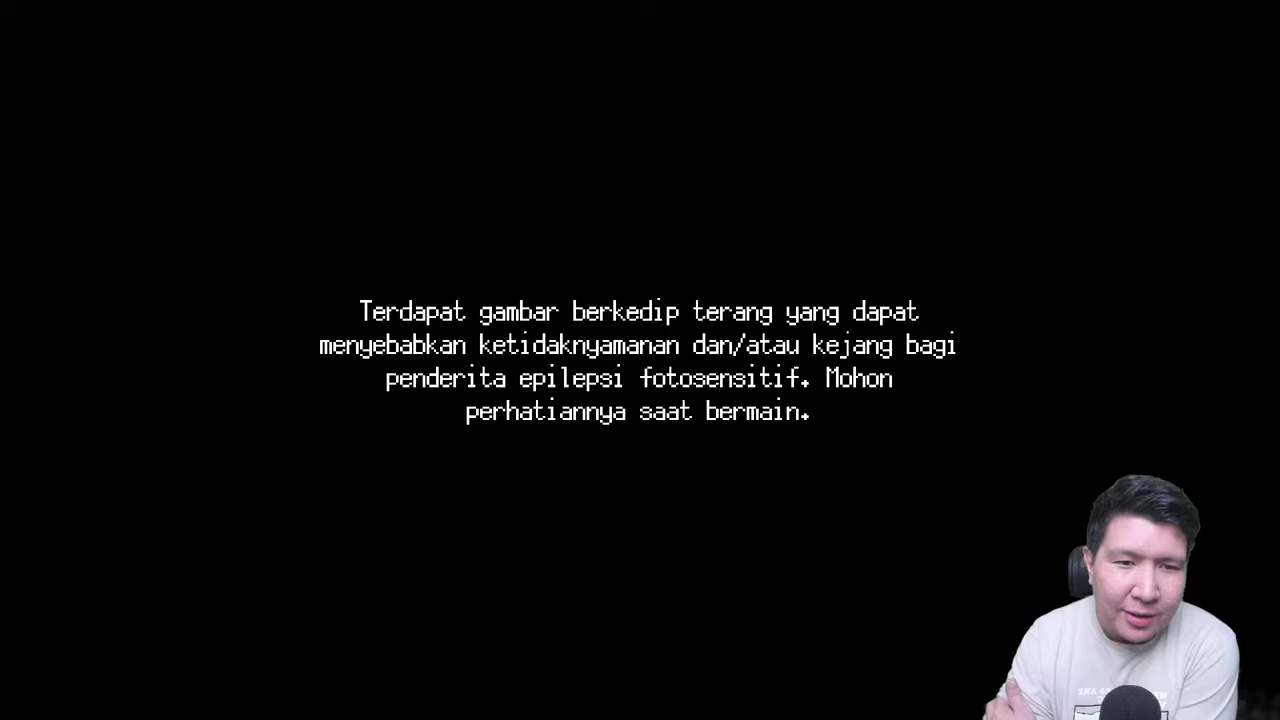 Terdapat gambar berkedip terang yang dapat
menyebabkan ketidaknyamanan dan/atau kejang bagi
penderita epilepsi fotosensitif. Mohon
perhatiannya saat bermain.